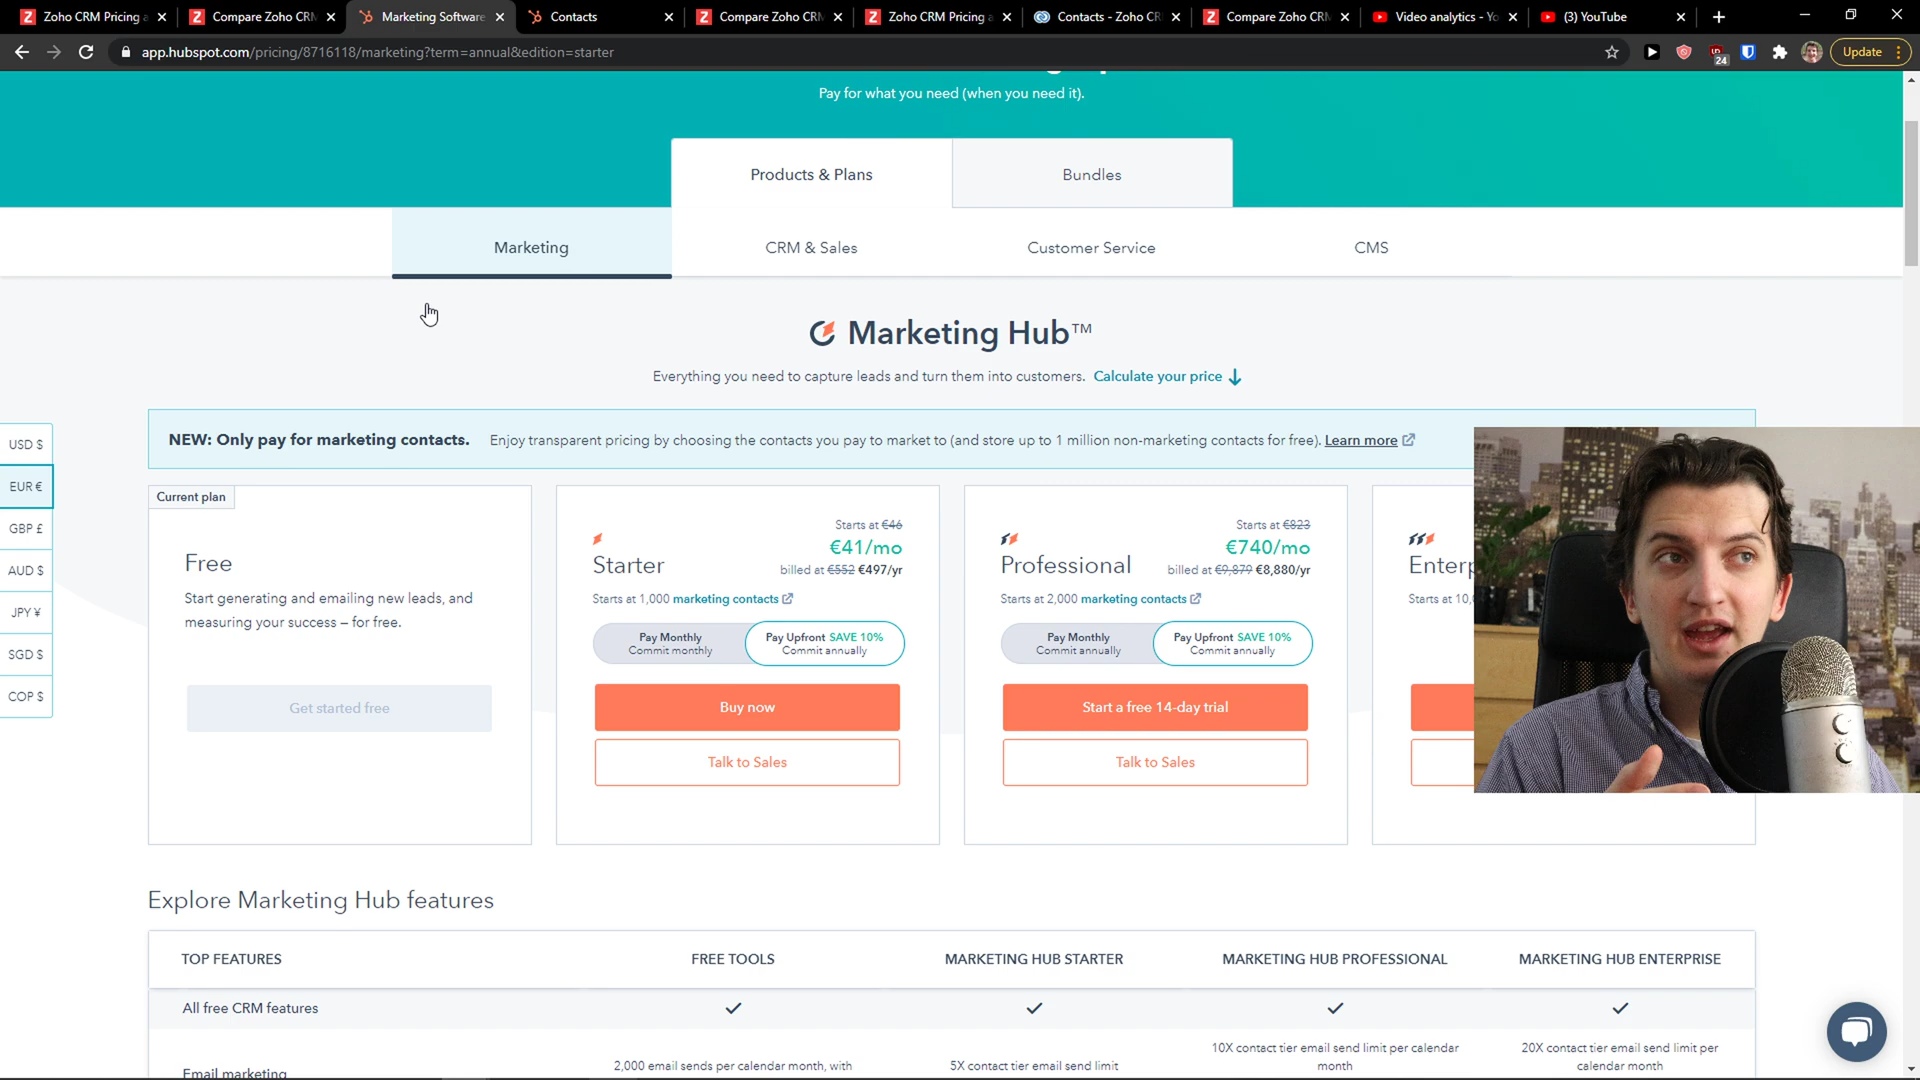 Zoho CRM Pricing a
Compare Zoho CRM
Marketing Software
Contacts
Compare Zoho CRM
Zoho CRM Pricing a
Contacts - Zoho CR
Compare Zoho CRM
Video analytics - Yo
(3) YouTube
app.hubspot.com/pricing/8716118/marketing?term=annual&edition=starter
24
Update
Pay for what you need (when you need it).
Products & Plans
Bundles
Marketing
CRM & Sales
Customer Service
CMS
Marketing Hub™
Everything you need to capture leads and turn them into customers. Calculate your price
NEW: Only pay for marketing contacts. Enjoy transparent pricing by choosing the contacts you pay to market to (and store up to 1 million non-marketing contacts for free). Learn more
USD $
EUR €
GBP £
AUD $
JPY ¥
SGD $
COP $
Current plan
Free
Start generating and emailing new leads, and
measuring your success – for free.
Get started free
Starter
Starts at €46
€41/mo
billed at €552 €497/yr
Starts at 1,000 marketing contacts
Pay Monthly
Commit monthly
Pay Upfront SAVE 10%
Commit annually
Buy now
Talk to Sales
Professional
Starts at €823
€740/mo
billed at €9,879 €8,880/yr
Starts at 2,000 marketing contacts
Pay Monthly
Commit annually
Pay Upfront SAVE 10%
Commit annually
Start a free 14-day trial
Talk to Sales
Enterp
Starts at 10,
Explore Marketing Hub features
TOP FEATURES
FREE TOOLS
MARKETING HUB STARTER
MARKETING HUB PROFESSIONAL
MARKETING HUB ENTERPRISE
All free CRM features
Email marketing
2,000 email sends per calendar month, with
5X contact tier email send limit
10X contact tier email send limit per calendar
month
20X contact tier email send limit per
calendar month